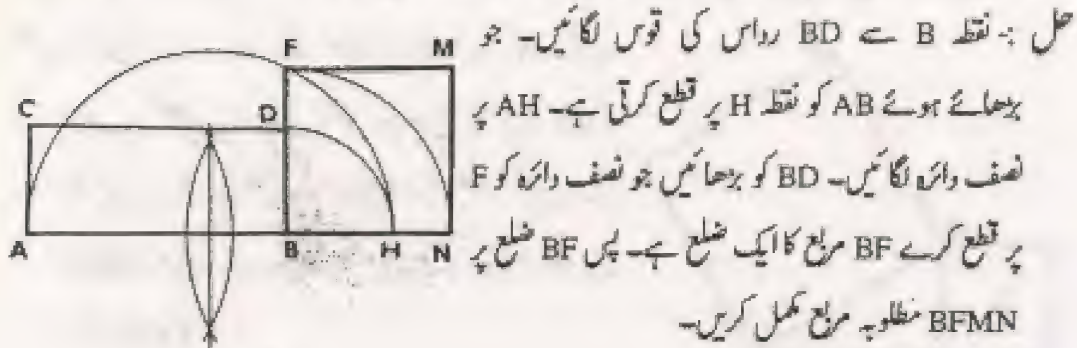 حل :- نقطہ B سے BD رداس کی قوس لگائیں۔ جو
بڑھائے ہوئے AB کو نقطہ H پر قطع کرتی ہے۔ AH پر
نصف دائرہ لگائیں۔ BD کو بڑھائیں جو نصف دائرہ کو F
پر قطع کرے BF مربع کا ایک ضلع ہے۔ پس BF ضلع پر
BFMN مطلوبہ مربع مکمل کریں۔
F M
C D
A B H N